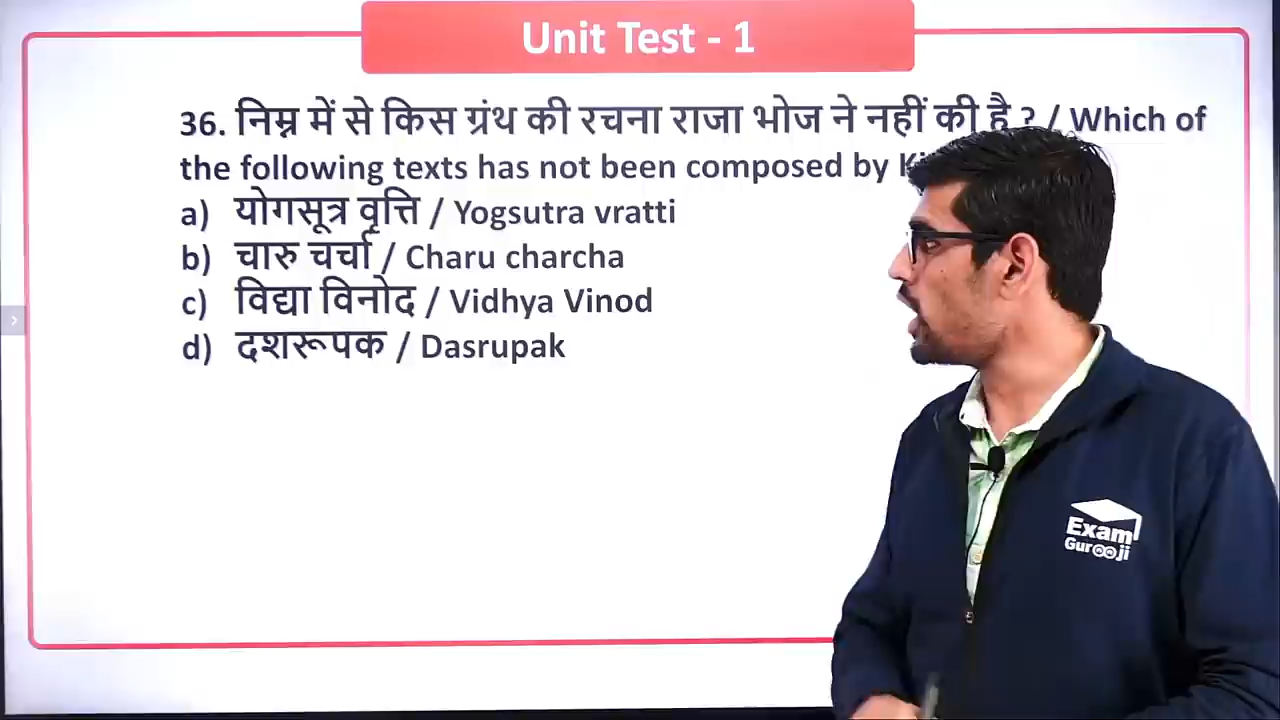 Unit Test - 1
36. निम्न में से किस ग्रंथ की रचना राजा भोज ने नहीं की है ? / Which of
the following texts has not been composed by
a) योगसूत्र वृत्ति / Yogsutra vratti
b) चारु चर्चा / Charu charcha
c) विद्या विनोद / Vidhya Vinod
d) दशरूपक / Dasrupak
Exam
Gurooji